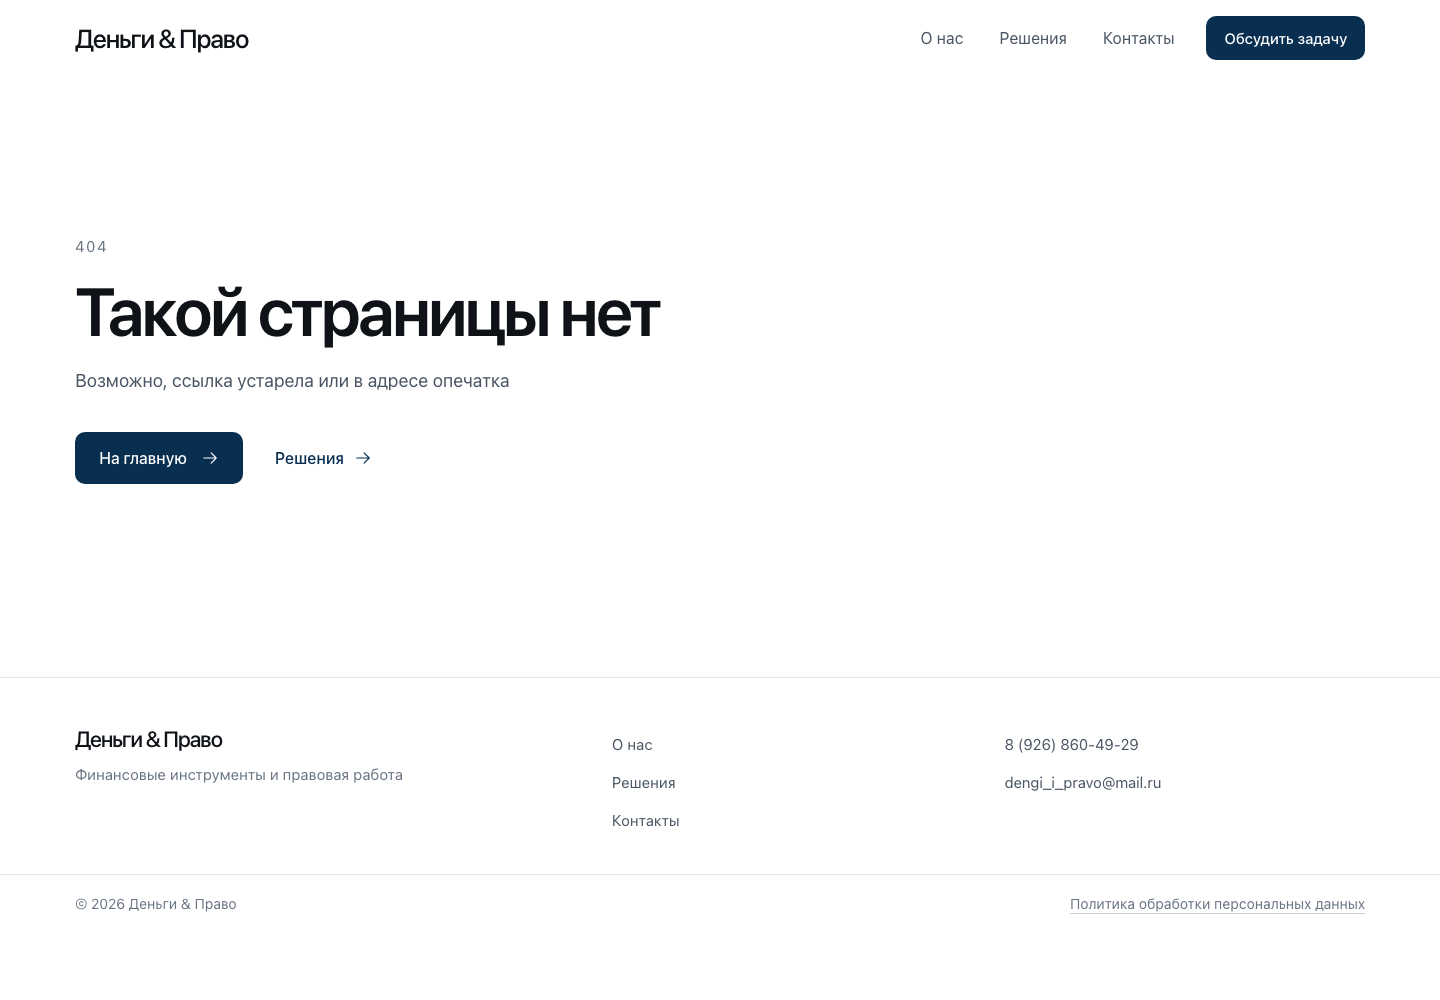 Деньги & Право
О нас
Решения
Контакты
Обсудить задачу
404
Такой страницы нет
Возможно, ссылка устарела или в адресе опечатка
На главную →
Решения →
Деньги & Право
Финансовые инструменты и правовая работа
О нас
Решения
Контакты
8 (926) 860-49-29
dengi_i_pravo@mail.ru
© 2026 Деньги & Право
Политика обработки персональных данных